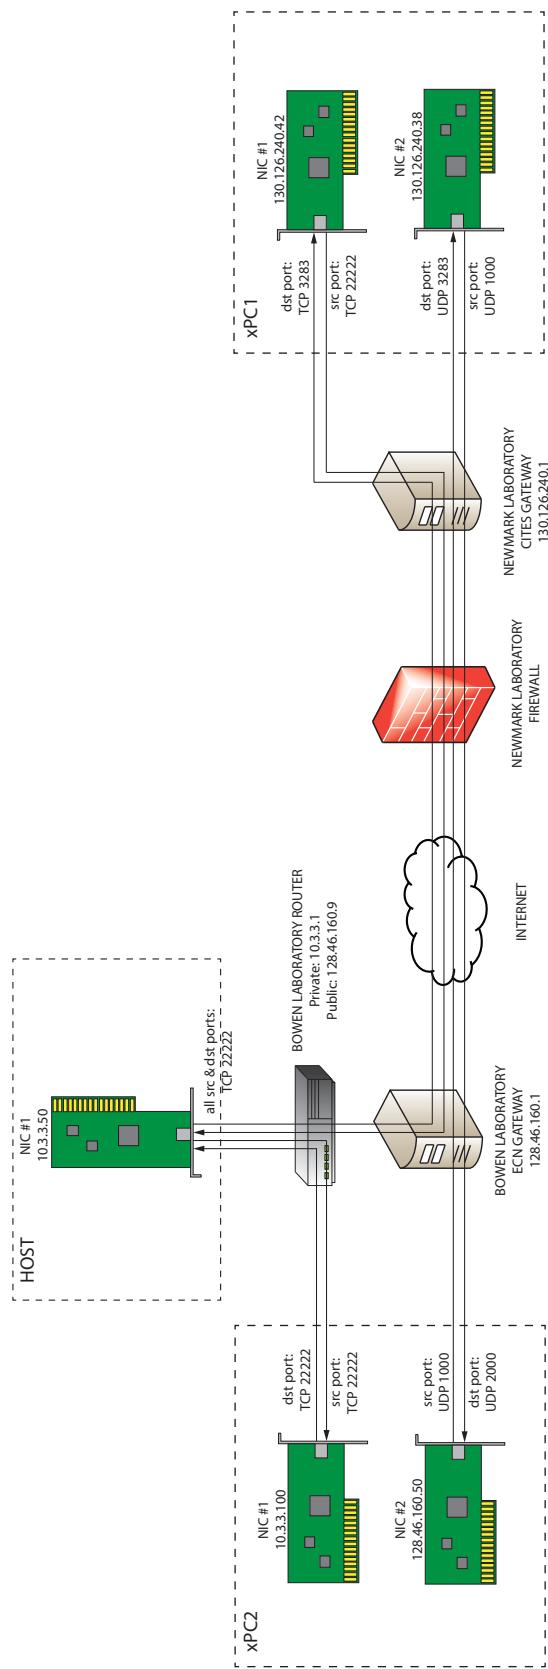 xPC2
NIC #1
10.3.3.100
dst port:
TCP 22222
src port:
TCP 22222
NIC #2
128.46.160.50
src port:
UDP 1000
dst port:
UDP 2000
HOST
NIC #1
10.3.3.50
all src & dst ports:
TCP 22222
BOWEN LABORATORY ROUTER
Private: 10.3.3.1
Public: 128.46.160.9
BOWEN LABORATORY
ECN GATEWAY
128.46.160.1
INTERNET
NEWMARK LABORATORY
FIREWALL
NEWMARK LABORATORY
CITES GATEWAY
130.126.240.1
xPC1
dst port:
TCP 3283
src port:
TCP 22222
NIC #1
130.126.240.42
dst port:
UDP 3283
src port:
UDP 1000
NIC #2
130.126.240.38